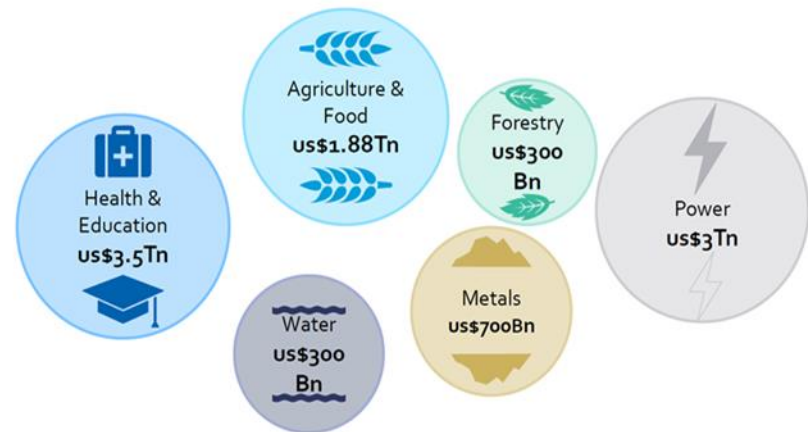 Agriculture &
Food
us$1.88Tn
Forestry
us$300
Bn
Health &
Education
us$3.5Tn
Power
us$3Tn
Water
us$300
Bn
Metals
us$700Bn